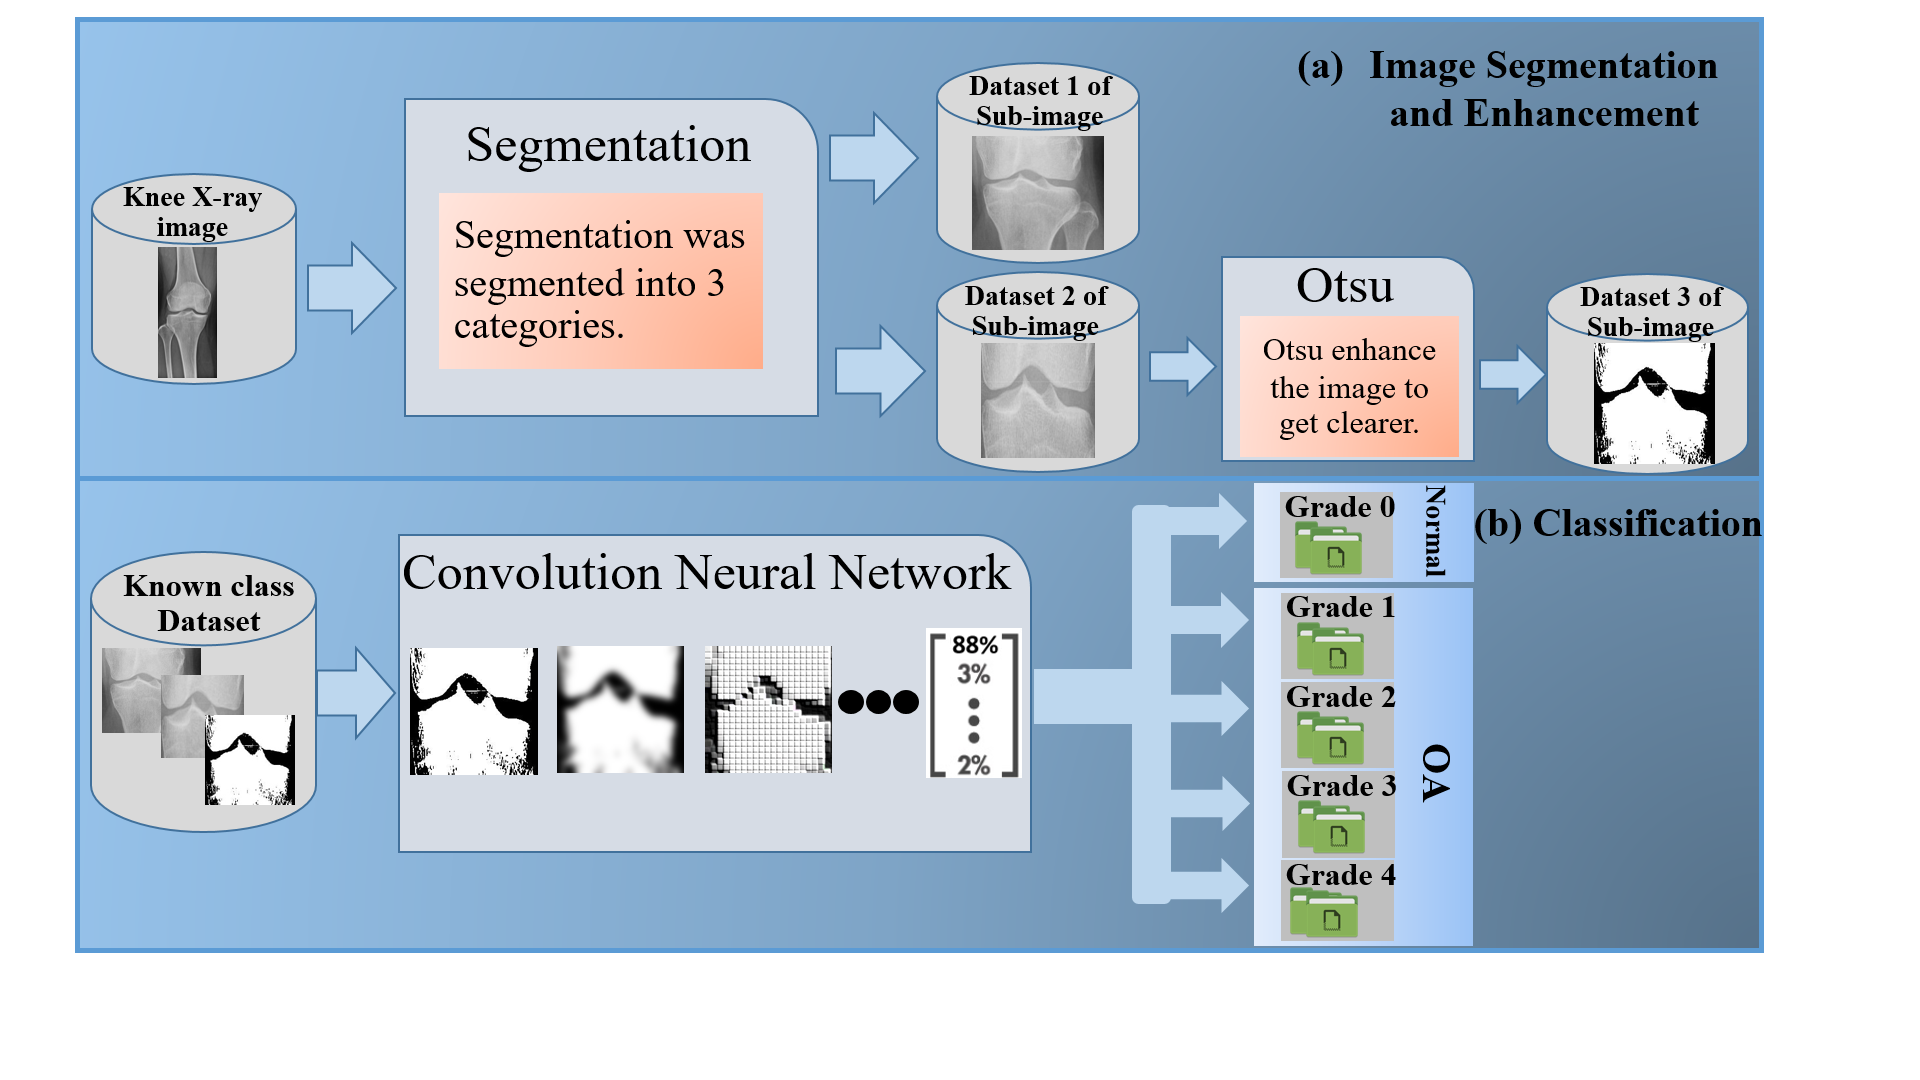 (a) Image Segmentation
and Enhancement
Knee X-ray
image
Segmentation
Segmentation was
segmented into 3
categories.
Dataset 1 of
Sub-image
Dataset 2 of
Sub-image
Otsu
Otsu enhance
the image to
get clearer.
Dataset 3 of
Sub-image
(b) Classification
Known class
Dataset
Convolution Neural Network
88%
3%
2%
Grade 0
Normal
Grade 1
Grade 2
Grade 3
Grade 4
OA